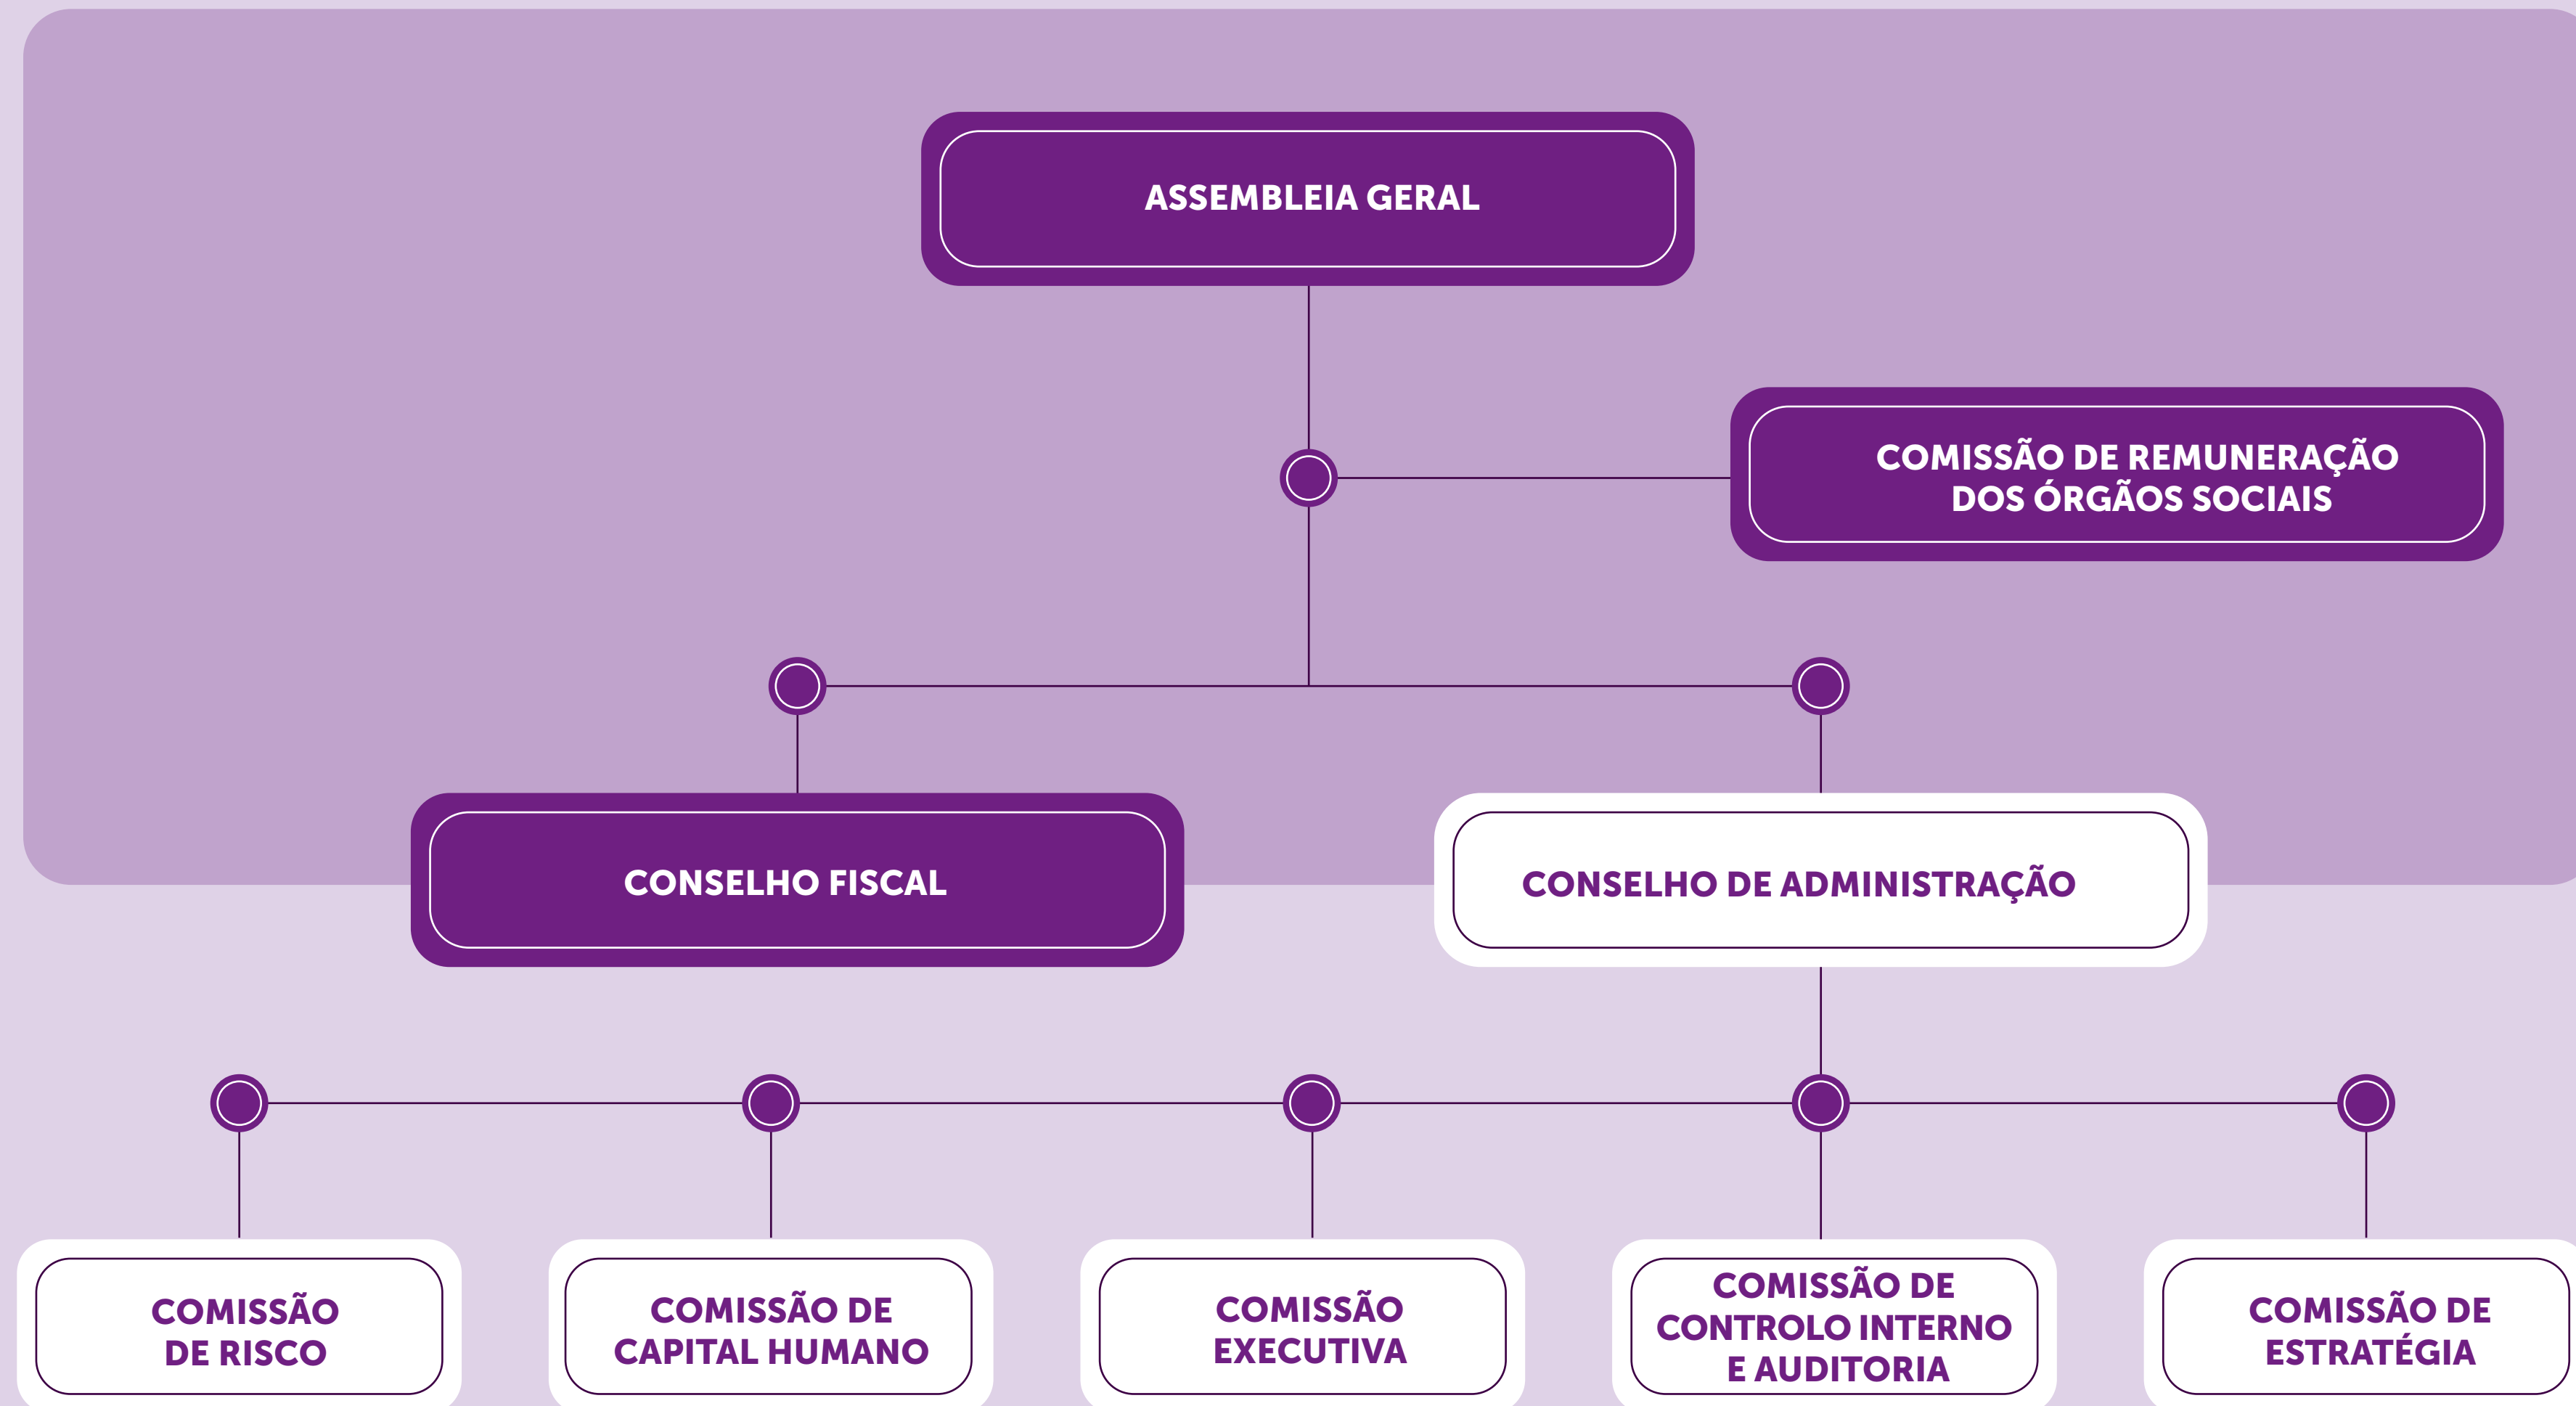 ASSEMBLEIA GERAL
COMISSÃO DE REMUNERAÇÃO
DOS ÓRGÃOS SOCIAIS
CONSELHO FISCAL
CONSELHO DE ADMINISTRAÇÃO
COMISSÃO
DE RISCO
COMISSÃO DE
CAPITAL HUMANO
COMISSÃO
EXECUTIVA
COMISSÃO DE
CONTROLO INTERNO
E AUDITORIA
COMISSÃO DE
ESTRATÉGIA